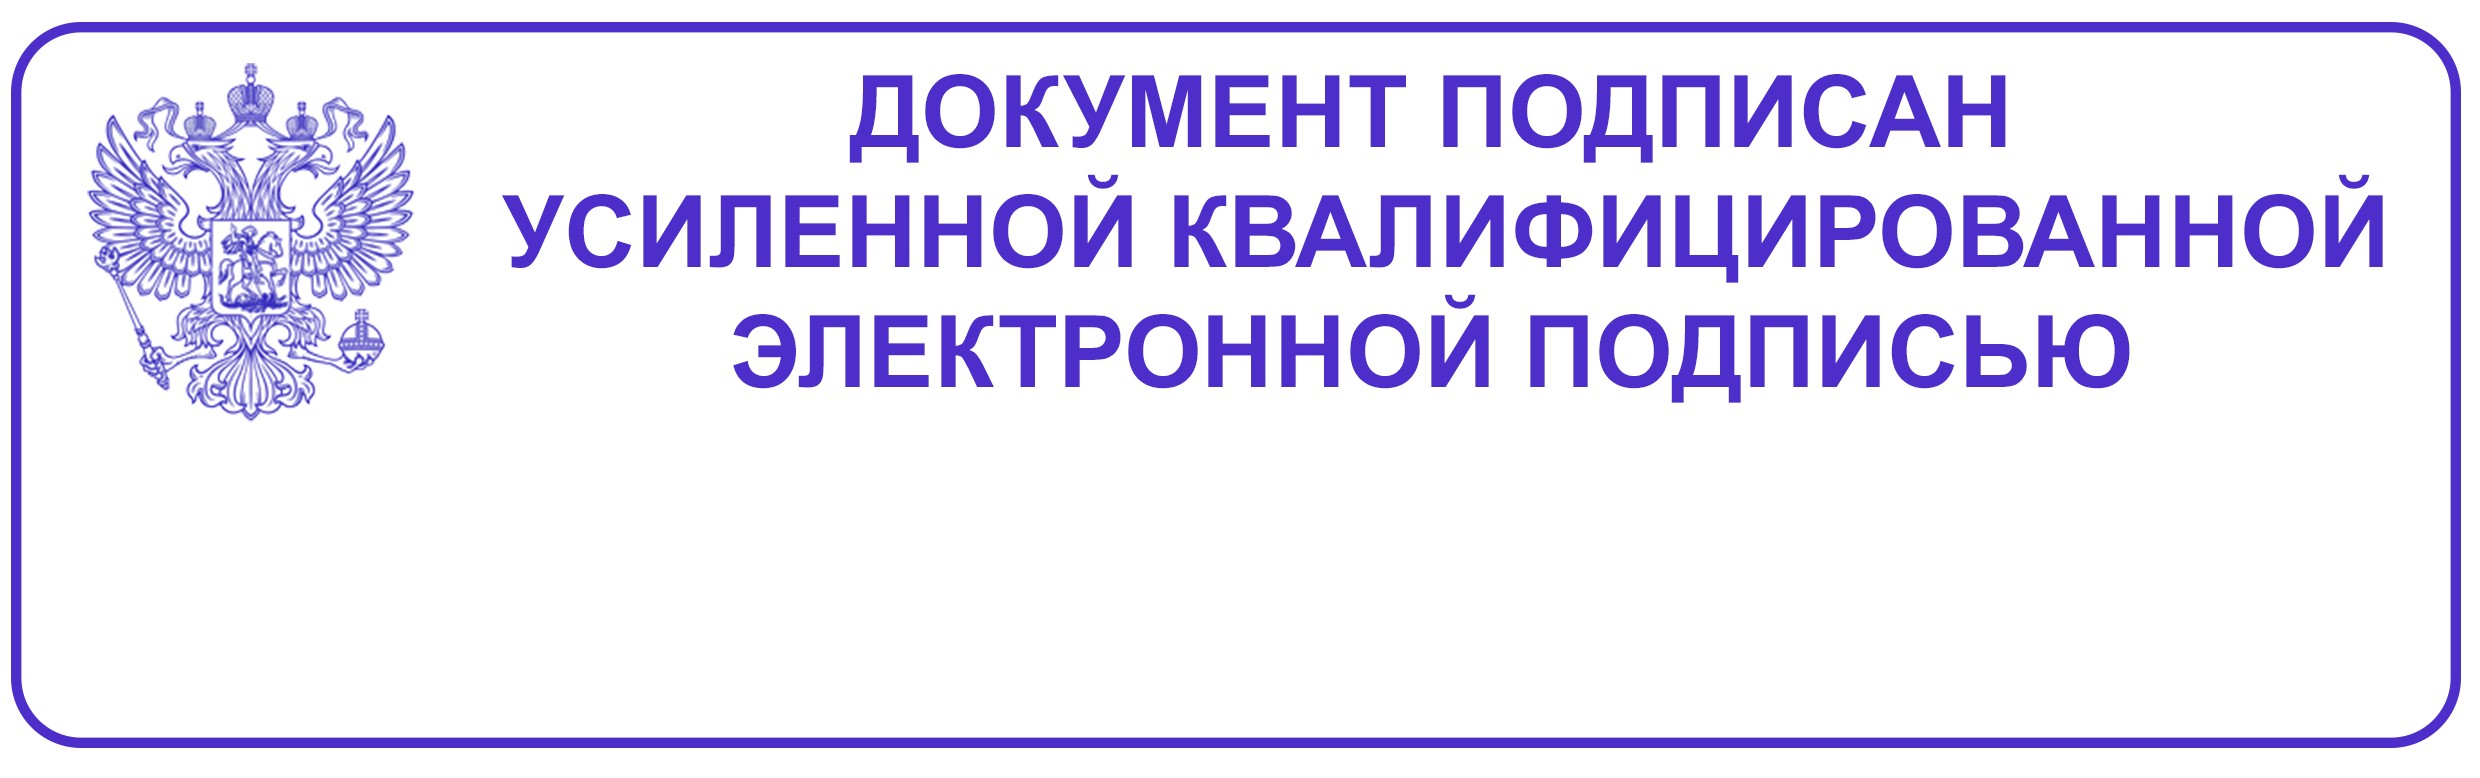 ДОКУМЕНТ ПОДПИСАН
УСИЛЕННОЙ КВАЛИФИЦИРОВАННОЙ
ЭЛЕКТРОННОЙ ПОДПИСЬЮ